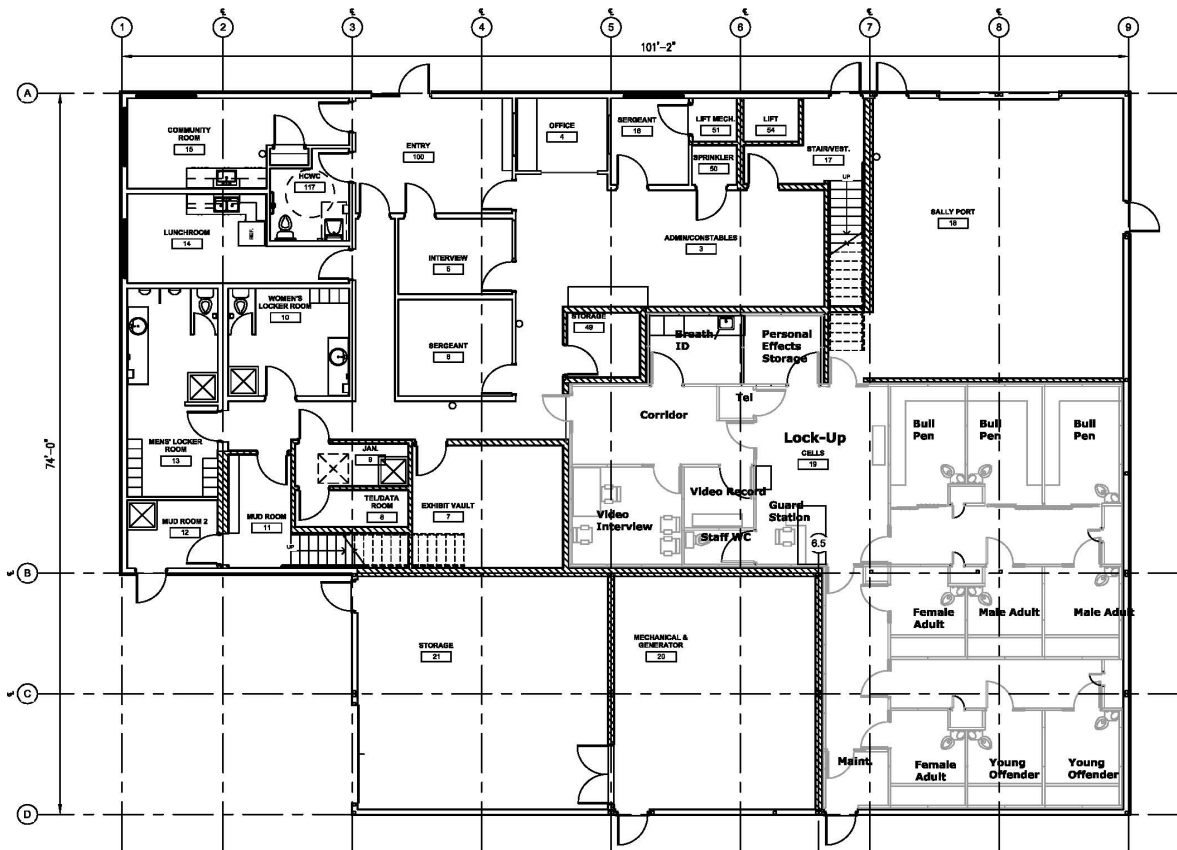 1
2
3
4
5
6
7
8
9
101'-2"
A
COMMUNITY
ROOM
15
HCWC
117
ENTRY
100
OFFICE
4
SERGEANT
16
LIFT MECH.
51
LIFT
54
SPRINKLER
50
STAIR/VEST.
17
UP
SALLY PORT
18
LUNCHROOM
14
REF.
INTERVIEW
5
ADMIN/CONSTABLES
3
WOMEN'S
LOCKER ROOM
10
SERGEANT
8
STORAGE
49
Breath/
ID
Personal
Effects
Storage
Tel
Corridor
Lock-Up
CELLS
19
Bull
Pen
Bull
Pen
Bull
Pen
74'-0"
MENS' LOCKER
ROOM
13
JAN.
9
TEL/DATA
ROOM
6
MUD ROOM 2
12
MUD ROOM
11
UP
EXHIBIT VAULT
7
Video
Interview
Video Record
Staff WC
Guard
Station
6.5
B
Female
Adult
Male Adult
Male Adult
STORAGE
21
MECHANICAL &
GENERATOR
20
C
Maint.
Female
Adult
Young
Offender
Young
Offender
D